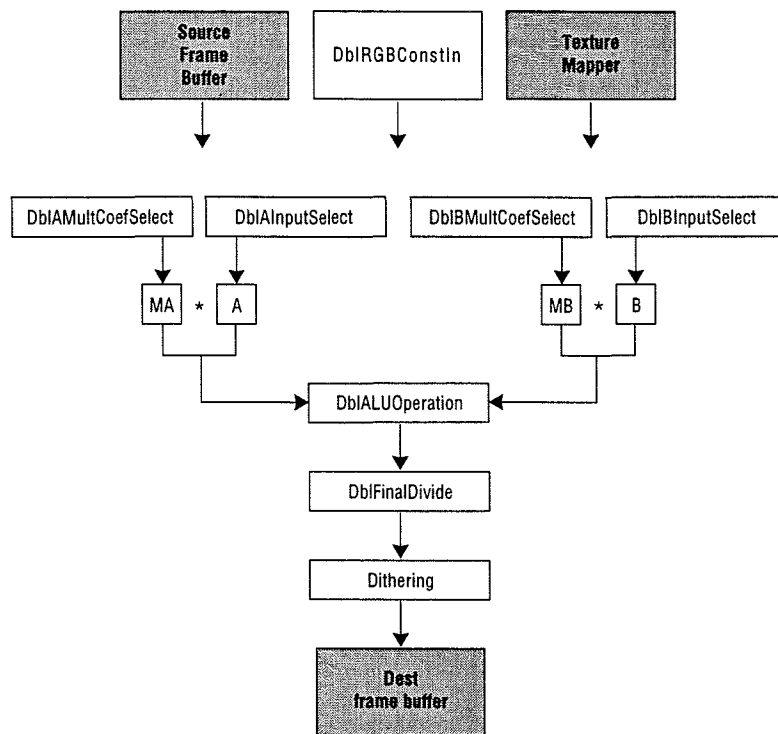 Source
Frame
Buffer
DblRGBConstIn
Texture
Mapper
DblAMultCoefSelect
DblAInputSelect
DblBMultCoefSelect
DblBInputSelect
MA * A
MB * B
DblALUOperation
DblFinalDivide
Dithering
Dest
frame buffer